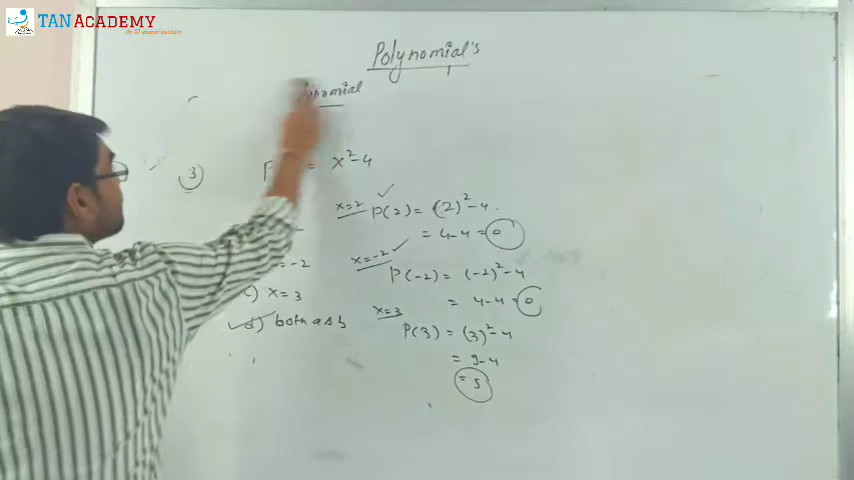 TAN ACADEMY
Polynomial's
x²-4
3
x=2 P(2) = (2)²-4.
= 4-4 = 0
= -2
x=-2 P(-2) = (-2)²-4
= 4-4 = 0
c) x=3
x=3 P(3) = (3)²-4
d) both a & b
= 9-4
= 5